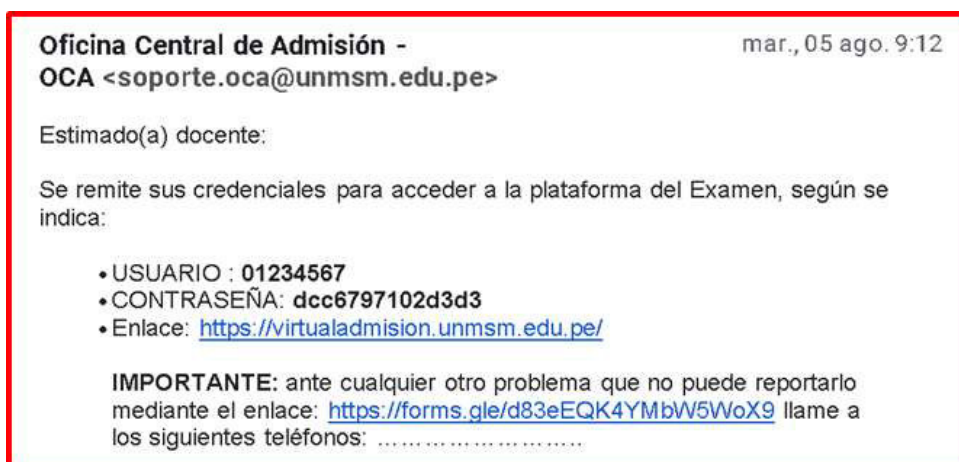 Oficina Central de Admisión - mar., 05 ago. 9:12
OCA <soporte.oca@unmsm.edu.pe>
Estimado(a) docente:
Se remite sus credenciales para acceder a la plataforma del Examen, según se
indica:
• USUARIO : 01234567
• CONTRASEÑA: dcc6797102d3d3
• Enlace: https://virtualadmision.unmsm.edu.pe/
IMPORTANTE: ante cualquier otro problema que no puede reportarlo
mediante el enlace: https://forms.gle/d83eEQK4YMbW5WoX9 llame a
los siguientes teléfonos: ……………………..